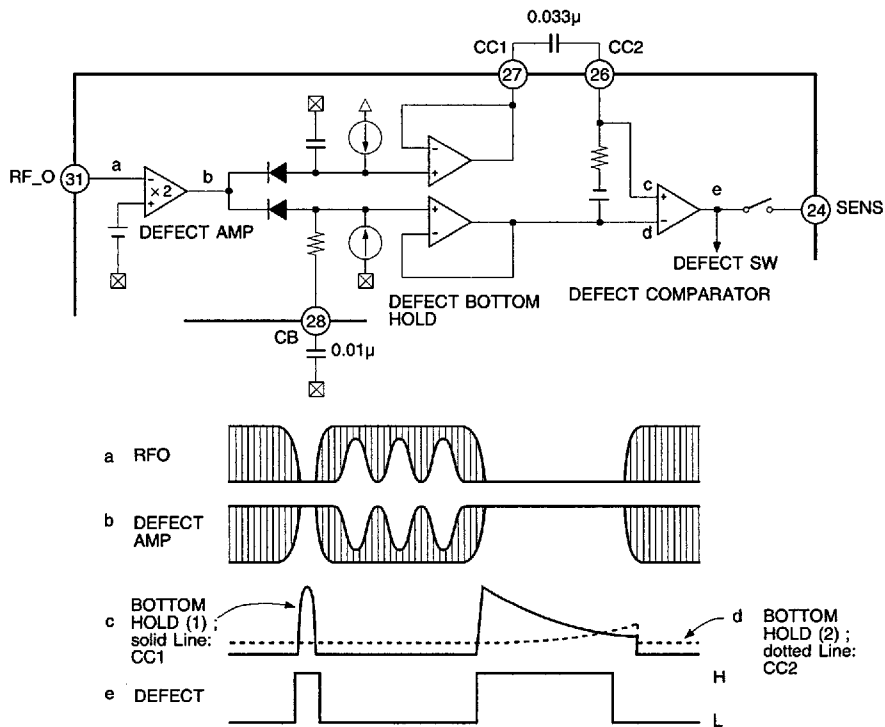 0.033μ
CC1
CC2
27
26
RF_O
31
a
b
× 2
-
+
DEFECT AMP
-
+
+
-
c
+
d
-
e
24
SENS
DEFECT SW
DEFECT BOTTOM
HOLD
DEFECT COMPARATOR
28
CB
0.01μ
a RFO
b DEFECT
AMP
c BOTTOM
HOLD (1) ;
solid Line:
CC1
d BOTTOM
HOLD (2) ;
dotted Line:
CC2
e DEFECT
H
L